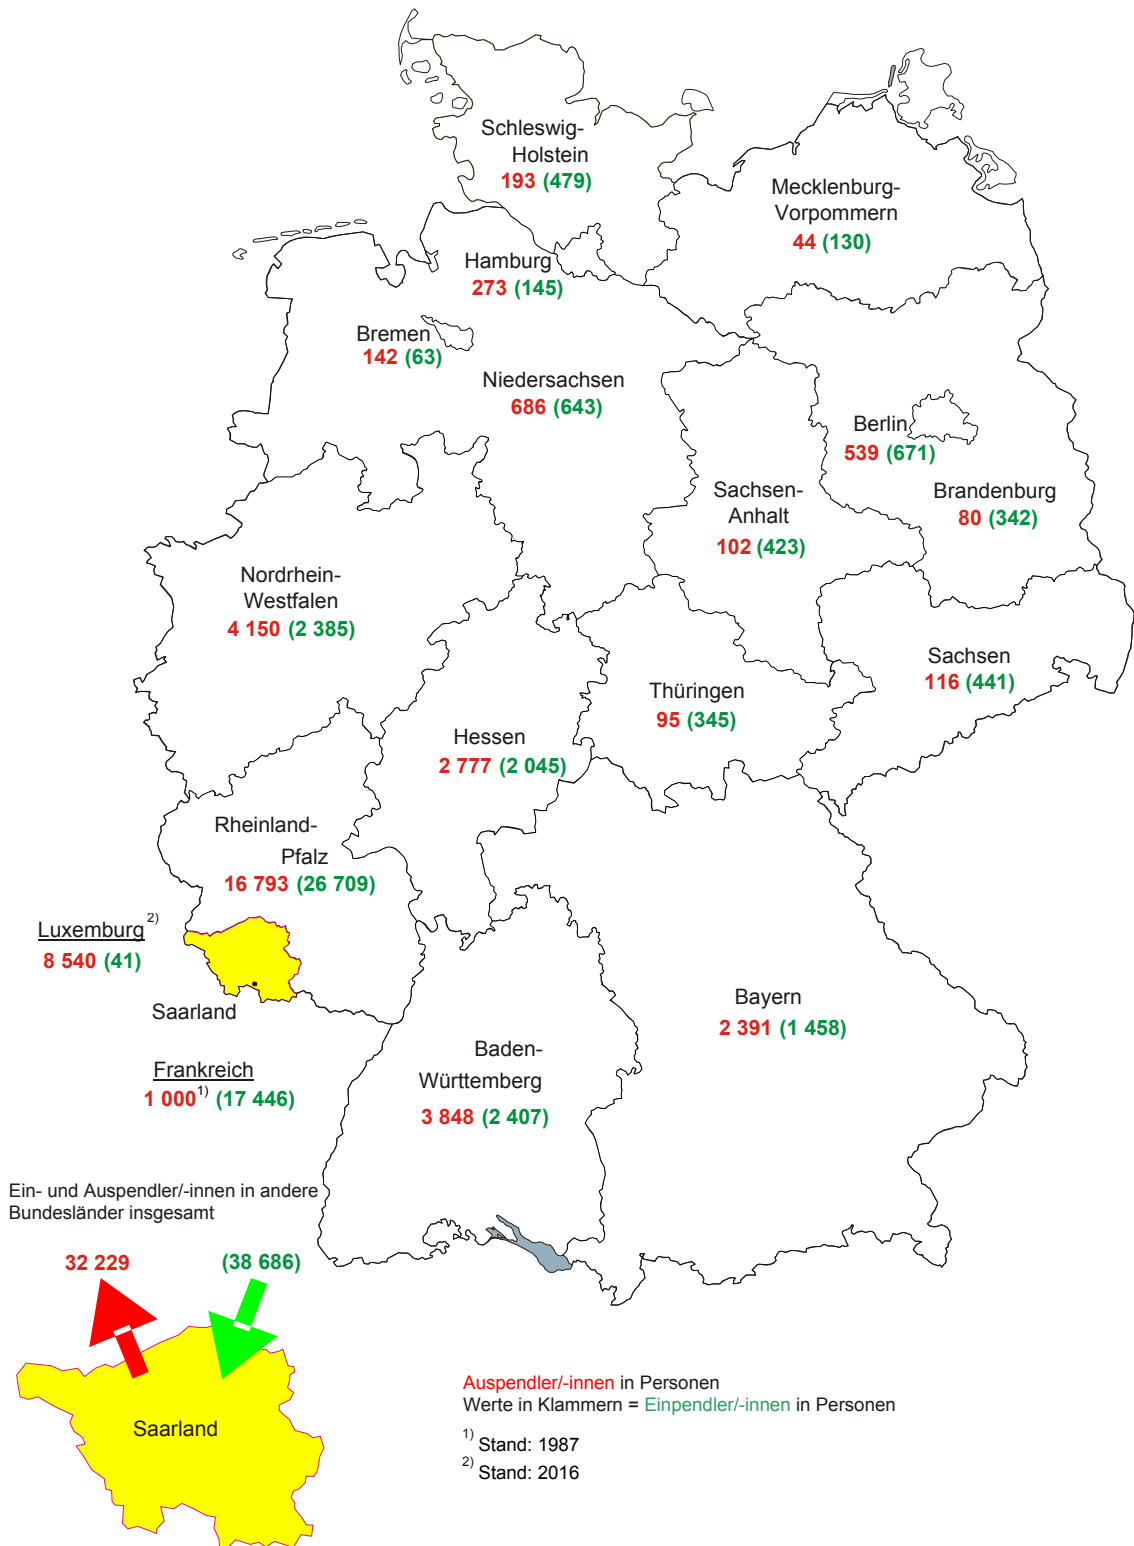 Schleswig-
Holstein
193 (479)
Mecklenburg-
Vorpommern
44 (130)
Hamburg
273 (145)
Bremen
142 (63)
Niedersachsen
686 (643)
Berlin
539 (671)
Sachsen-
Anhalt
102 (423)
Brandenburg
80 (342)
Nordrhein-
Westfalen
4 150 (2 385)
Sachsen
116 (441)
Thüringen
95 (345)
Hessen
2 777 (2 045)
Rheinland-
Pfalz
16 793 (26 709)
Luxemburg 2)
8 540 (41)
Saarland
Bayern
2 391 (1 458)
Frankreich
1 000 1) (17 446)
Baden-
Württemberg
3 848 (2 407)
Ein- und Auspendler/-innen in andere
Bundesländer insgesamt
32 229 (38 686)
Saarland
Auspendler/-innen in Personen
Werte in Klammern = Einpendler/-innen in Personen
1) Stand: 1987
2) Stand: 2016